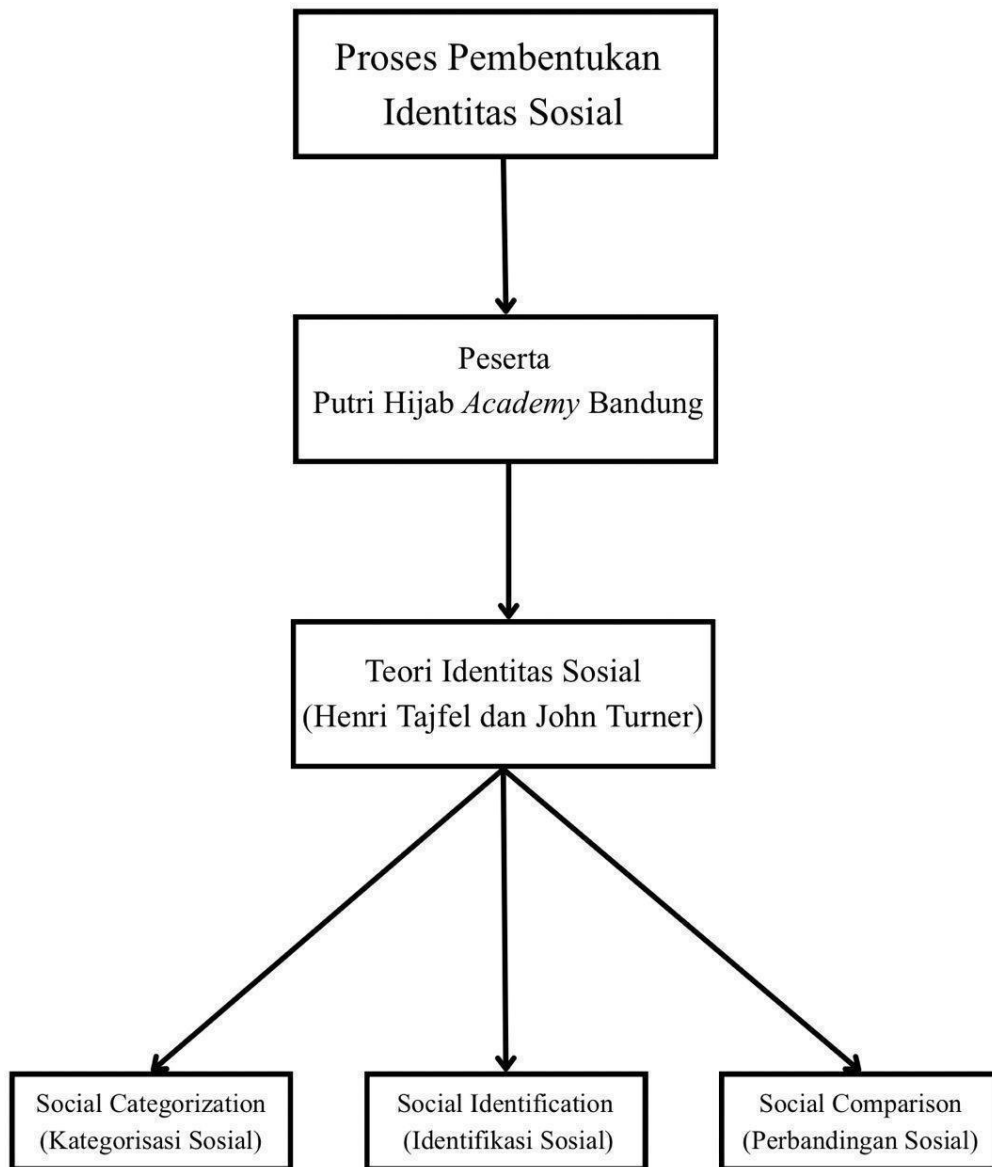 Proses Pembentukan
Identitas Sosial
Peserta
Putri Hijab Academy Bandung
Teori Identitas Sosial
(Henri Tajfel dan John Turner)
Social Categorization
(Kategorisasi Sosial)
Social Identification
(Identifikasi Sosial)
Social Comparison
(Perbandingan Sosial)